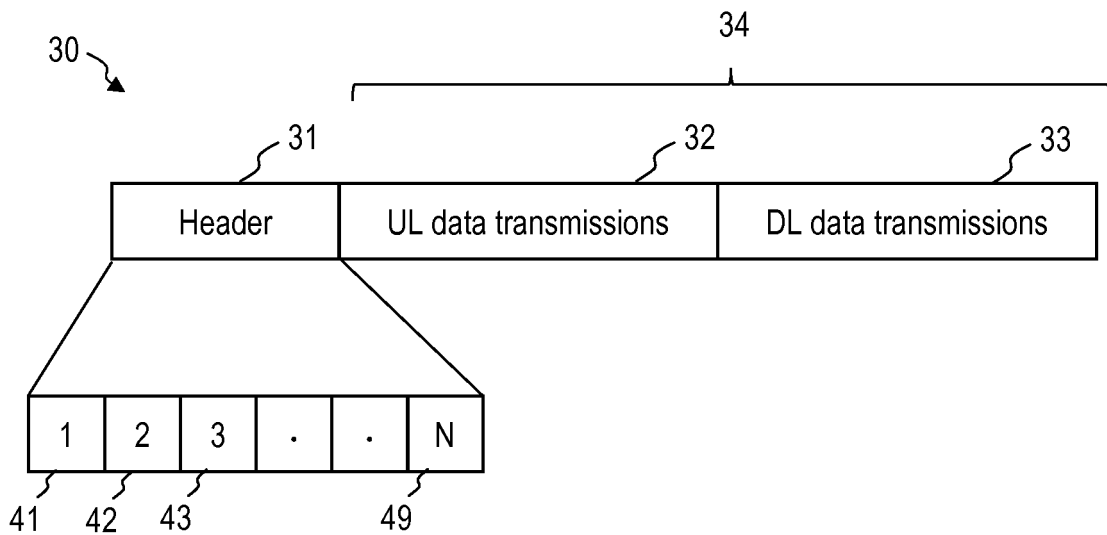 34
30
31 32 33
Header UL data transmissions DL data transmissions
1 2 3 . . N
41 42 43 49